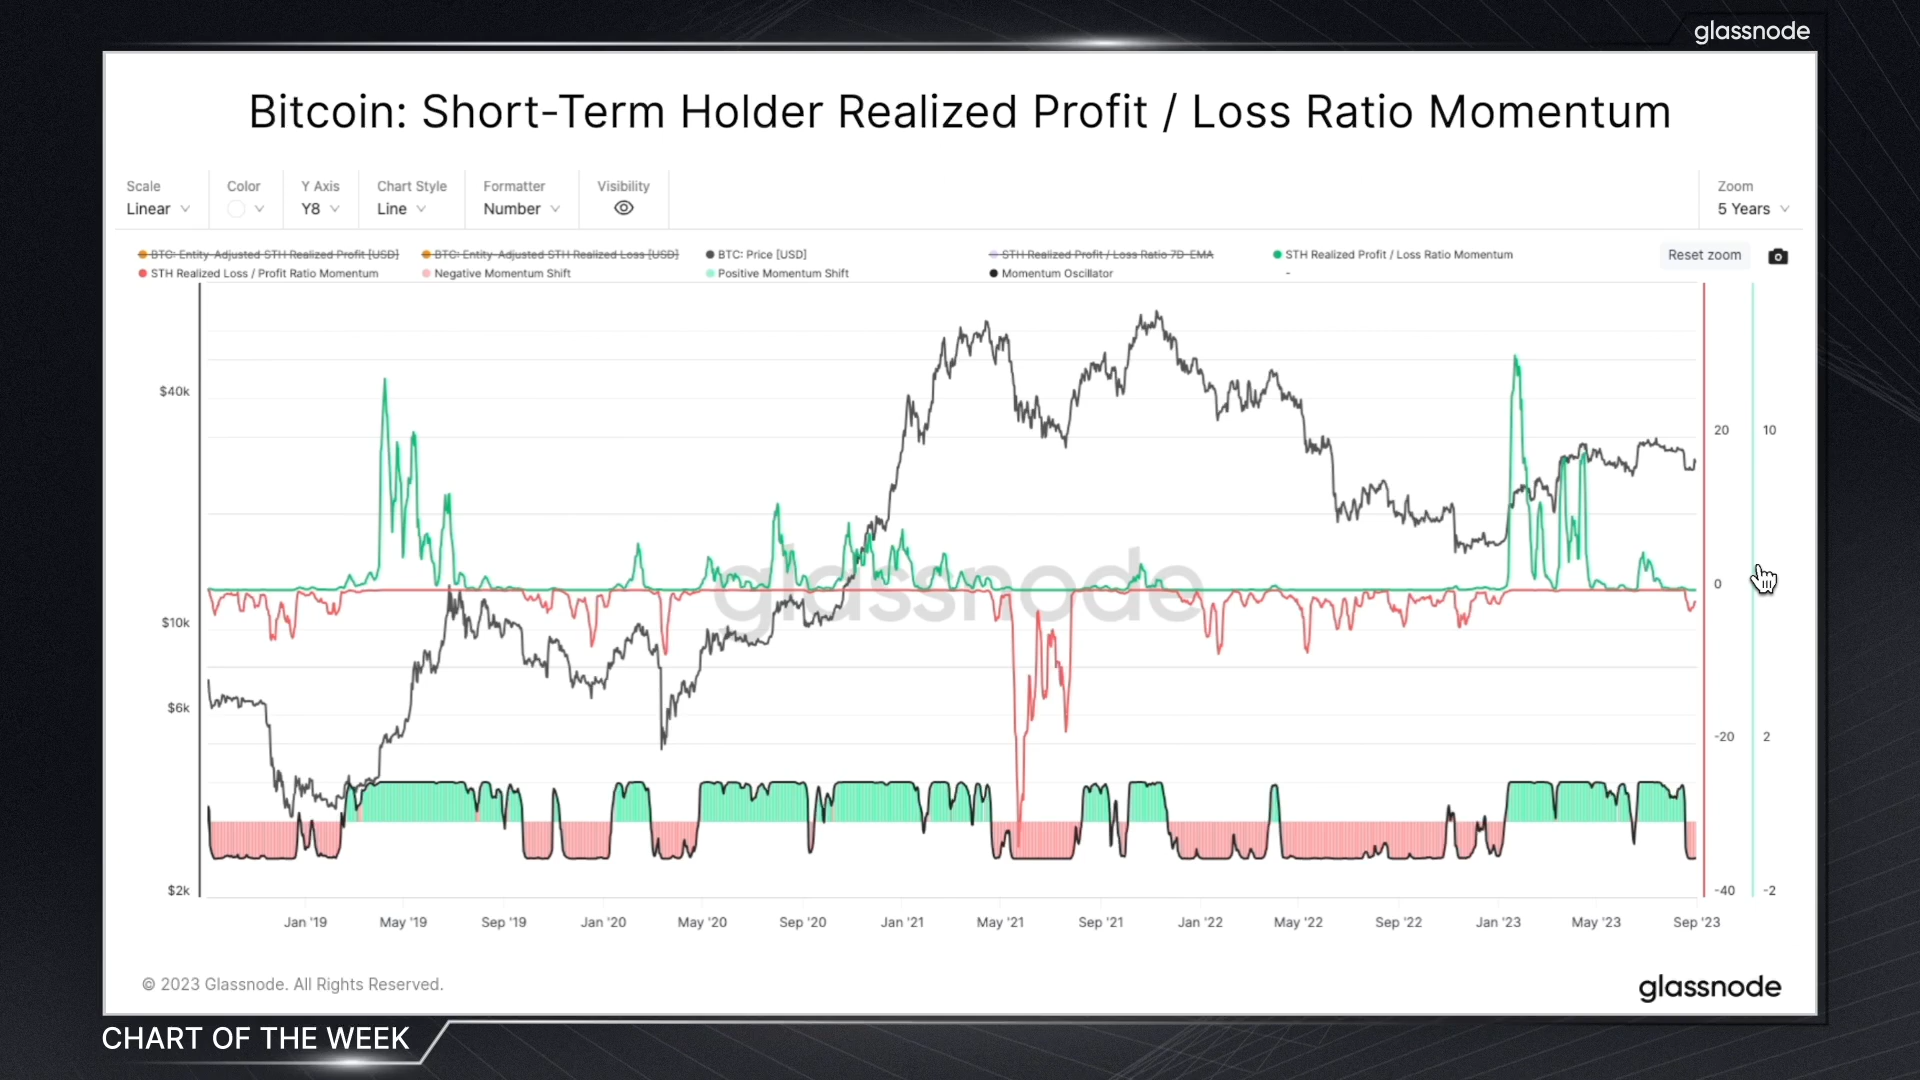 glassnode
Bitcoin: Short-Term Holder Realized Profit / Loss Ratio Momentum
Scale Color Y Axis Chart Style Formatter Visibility Zoom
Linear Y8 Line Number 5 Years
BTC: Entity-Adjusted STH Realized Profit [USD] BTC: Entity-Adjusted STH Realized Loss [USD] BTC: Price [USD] STH Realized Profit / Loss Ratio 7D-EMA STH Realized Profit / Loss Ratio Momentum Reset zoom
STH Realized Loss / Profit Ratio Momentum Negative Momentum Shift Positive Momentum Shift Momentum Oscillator -
$40k
20 10
glassnode
0
$10k
$6k
-20 2
$2k -40 -2
Jan '19 May '19 Sep '19 Jan '20 May '20 Sep '20 Jan '21 May '21 Sep '21 Jan '22 May '22 Sep '22 Jan '23 May '23 Sep '23
© 2023 Glassnode. All Rights Reserved. glassnode
CHART OF THE WEEK